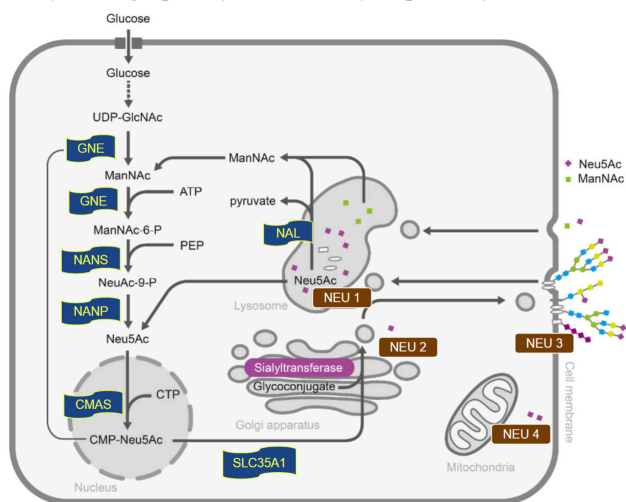 Glucose
Glucose
UDP-GlcNAc
GNE
ManNAc
ManNAc
GNE
ATP
pyruvate
ManNAc-6-P
NAL
NANS
PEP
NeuAc-9-P
Neu5Ac
Lysosome
NEU 1
NANP
Neu5Ac
NEU 2
NEU 3
Sialyltransferase
Glycoconjugate
Golgi apparatus
CMAS
CTP
CMP-Neu5Ac
SLC35A1
Nucleus
NEU 4
Mitochondria
Cell membrane
Neu5Ac
ManNAc